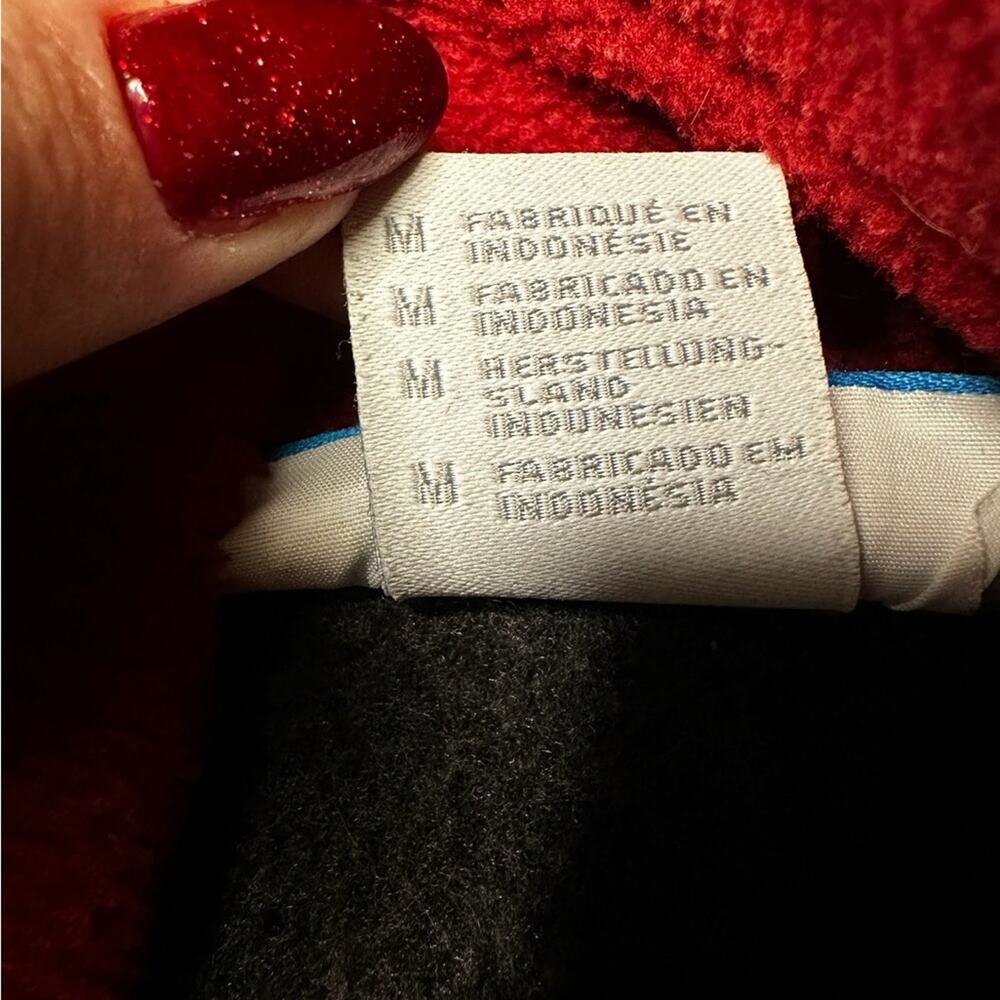 M FABRIQUÉ EN
INDONÉSIE
M FABRICADO EN
INDONESIA
M HERSTELLUNG-
SLAND
INDONESIEN
M FABRICADO EM
INDONÉSIA